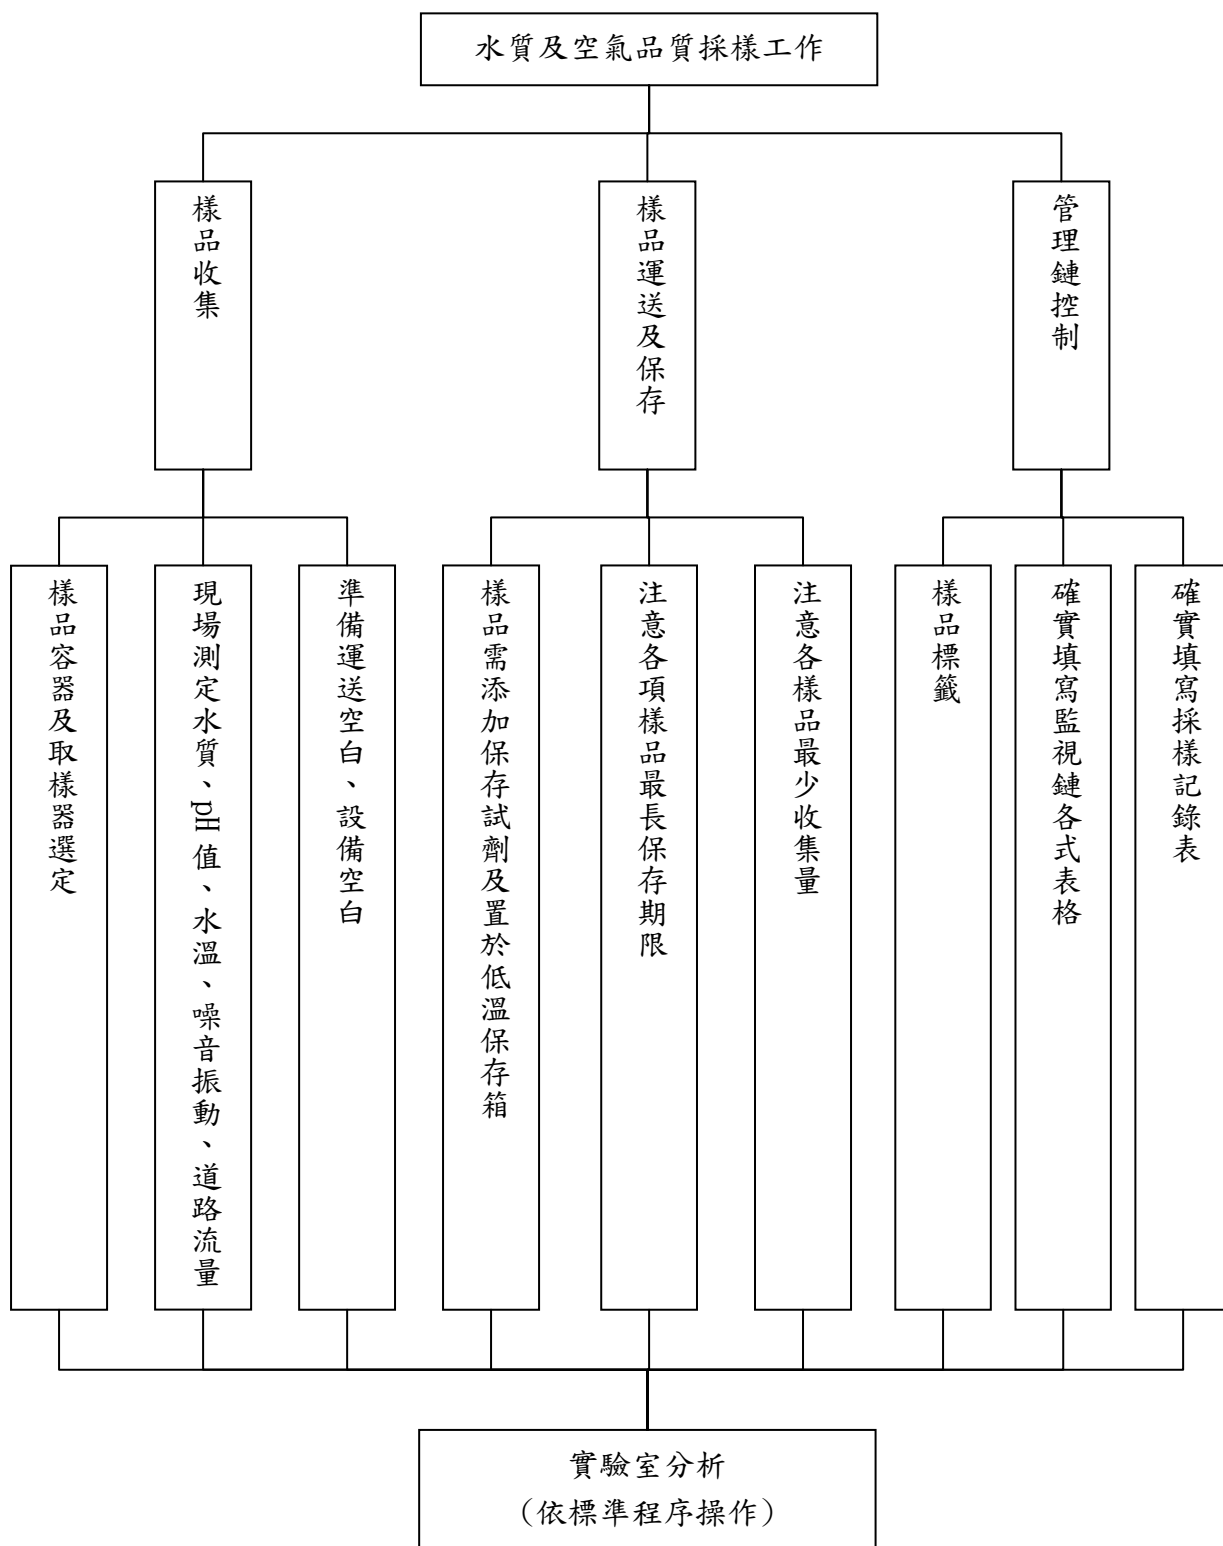 水質及空氣品質採樣工作
樣品收集
樣品運送及保存
管理鏈控制
樣品容器及取樣器選定
現場測定水質、pH 值、水溫、噪音振動、道路流量
準備運送空白、設備空白
樣品需添加保存試劑及置於低溫保存箱
注意各項樣品最長保存期限
注意各樣品最少收集量
樣品標籤
確實填寫監視鏈各式表格
確實填寫採樣記錄表
實驗室分析
(依標準程序操作)